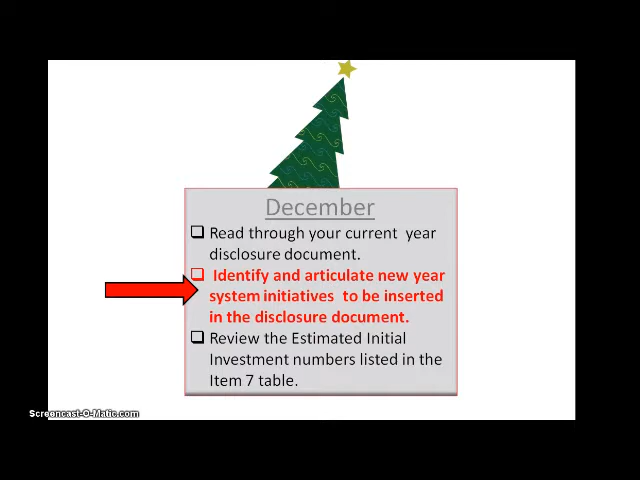 December
Read through your current year
disclosure document.
Identify and articulate new year
system initiatives to be inserted
in the disclosure document.
Review the Estimated Initial
Investment numbers listed in the
Item 7 table.
Screencast-O-Matic.com